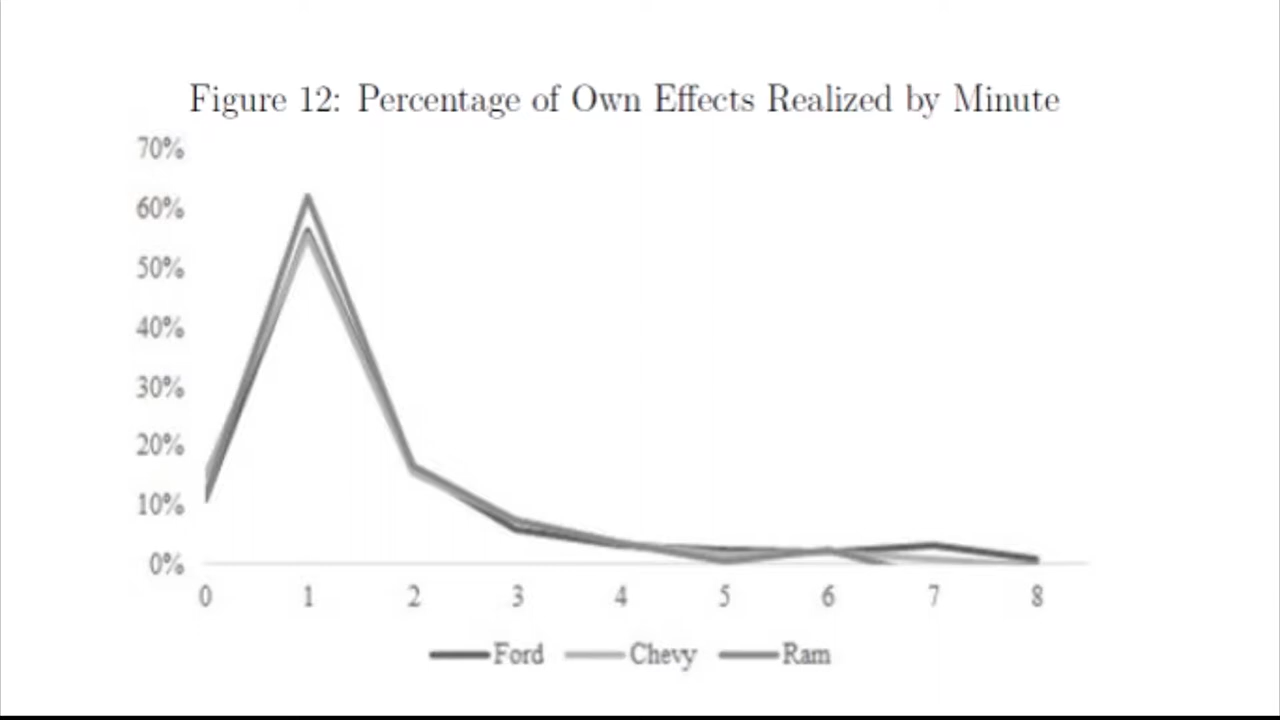 Figure 12: Percentage of Own Effects Realized by Minute
70%
60%
50%
40%
30%
20%
10%
0%
0 1 2 3 4 5 6 7 8
Ford Chevy Ram